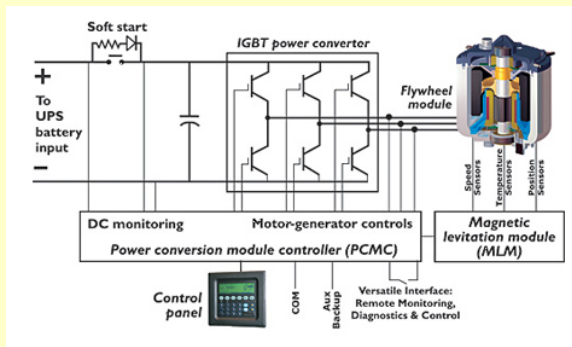 Soft start
IGBT power converter
+
To
UPS
battery
input
–
Flywheel
module
Speed
Sensors
Temperature
Sensors
Position
Sensors
DC monitoring
Motor-generator controls
Power conversion module controller (PCMC)
Magnetic
levitation module
(MLM)
Control
panel
COM
Aux
Backup
Versatile Interface:
Remote Monitoring,
Diagnostics & Control